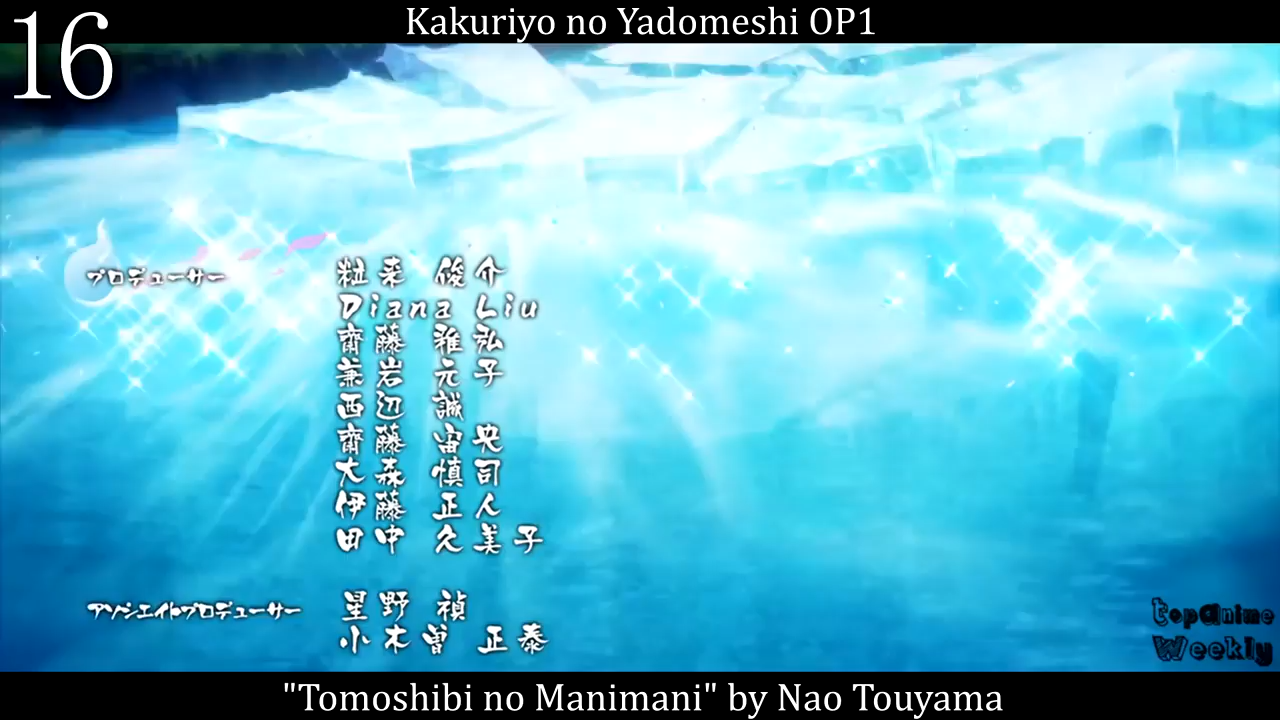 16
Kakuriyo no Yadomeshi OP1
プロデューサー
粒来 俊介
Diana Liu
齋藤 雅弘
兼岩 元子
西辺 誠
齋藤 宙央
大森 慎司
伊藤 正人
田中 久美子
アソシエイトプロデューサー
星野 禎
小木曽 正泰
topanime
Weekly
"Tomoshibi no Manimani" by Nao Touyama